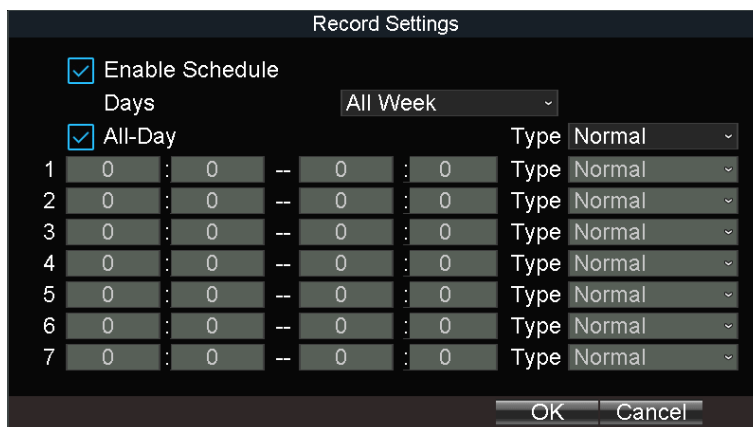 Record Settings
Enable Schedule
Days All Week
All-Day Type Normal
1 0 : 0 -- 0 : 0 Type Normal
2 0 : 0 -- 0 : 0 Type Normal
3 0 : 0 -- 0 : 0 Type Normal
4 0 : 0 -- 0 : 0 Type Normal
5 0 : 0 -- 0 : 0 Type Normal
6 0 : 0 -- 0 : 0 Type Normal
7 0 : 0 -- 0 : 0 Type Normal
OK Cancel